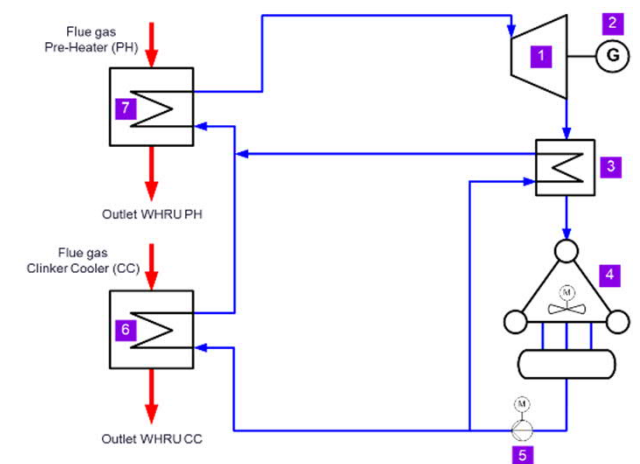 Flue gas
Pre-Heater (PH)
2
1
G
7
3
Outlet WHRU PH
Flue gas
Clinker Cooler (CC)
4
M
6
M
Outlet WHRU CC
5